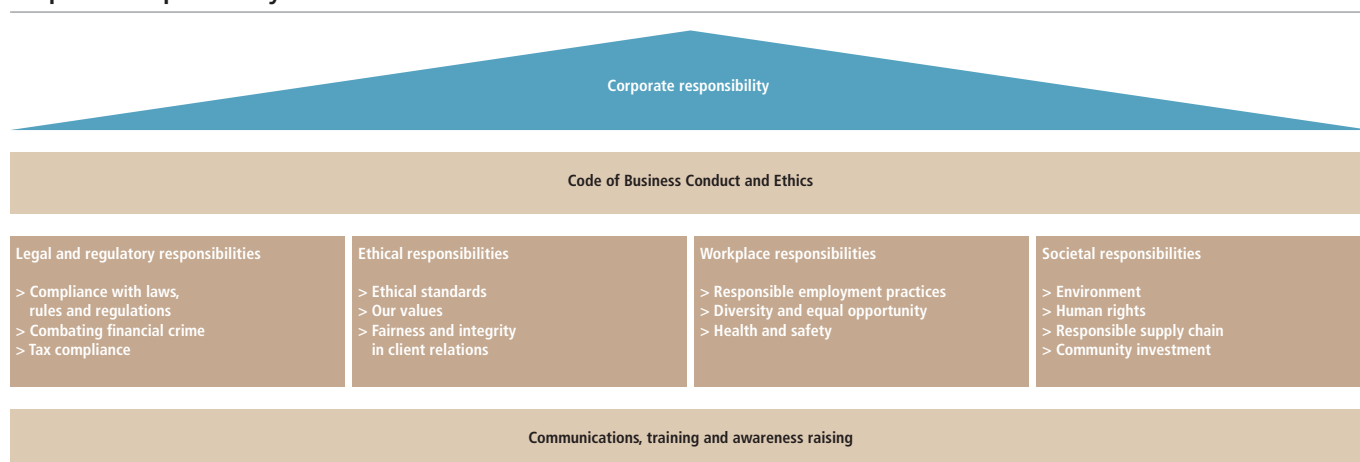 Corporate responsibility
Code of Business Conduct and Ethics
Legal and regulatory responsibilities
> Compliance with laws,
rules and regulations
> Combating financial crime
> Tax compliance
Ethical responsibilities
> Ethical standards
> Our values
> Fairness and integrity
in client relations
Workplace responsibilities
> Responsible employment practices
> Diversity and equal opportunity
> Health and safety
Societal responsibilities
> Environment
> Human rights
> Responsible supply chain
> Community investment
Communications, training and awareness raising